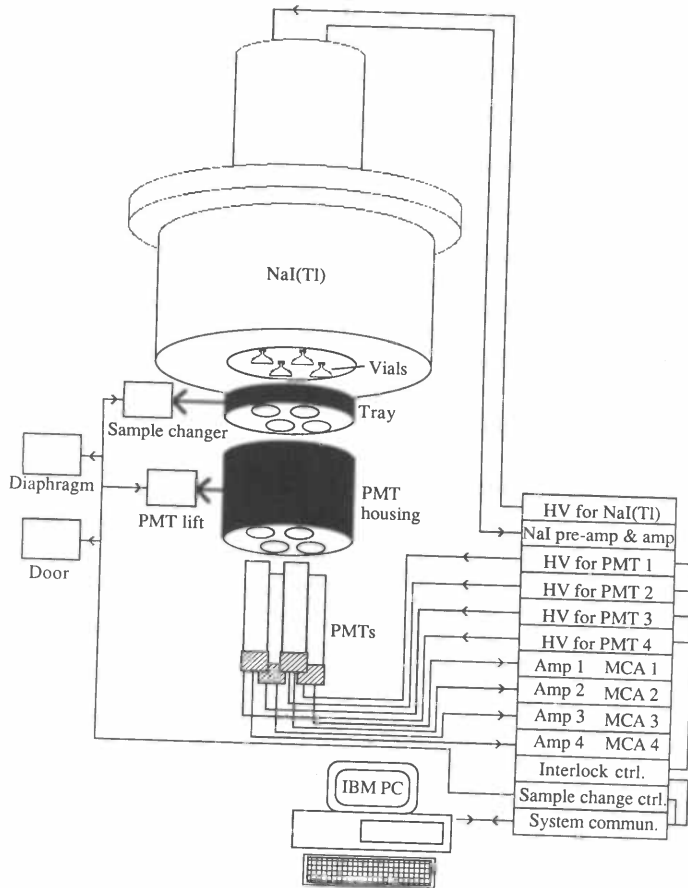 NaI(Tl)
Vials
Tray
Sample changer
Diaphragm
PMT lift
PMT
housing
Door
PMTs
HV for NaI(Tl)
NaI pre-amp & amp
HV for PMT 1
HV for PMT 2
HV for PMT 3
HV for PMT 4
Amp 1 MCA 1
Amp 2 MCA 2
Amp 3 MCA 3
Amp 4 MCA 4
Interlock ctrl.
Sample change ctrl.
System commun.
IBM PC